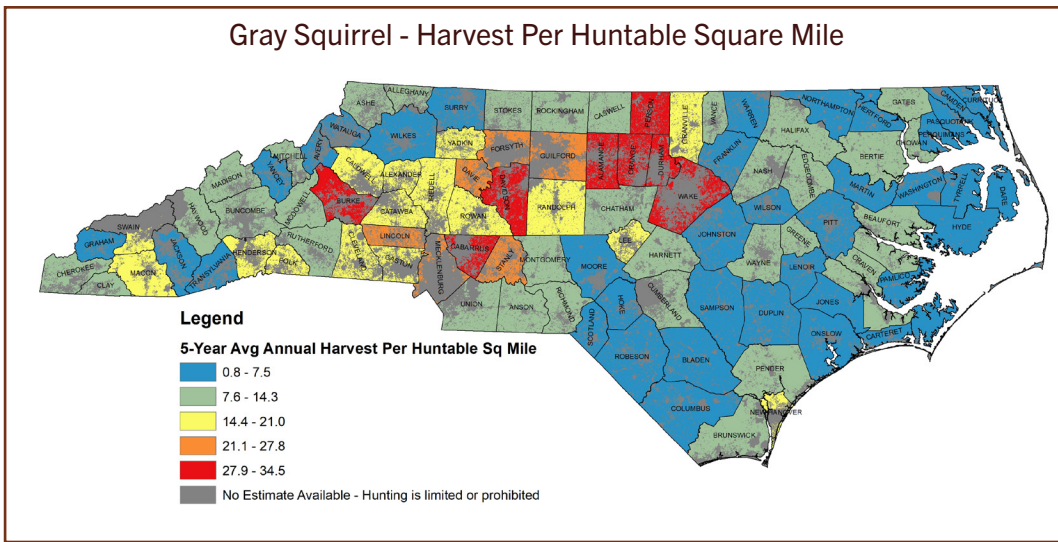 Gray Squirrel - Harvest Per Huntable Square Mile
ALLEGHANY
ASHE
SURRY
STOKES
ROCKINGHAM
CASWELL
PERSON
GRANVILLE
VANCE
WARREN
NORTHAMPTON
HERTFORD
GATES
CAMDEN
CURRITUCK
PASQUOTANK
PERQUIMANS
CHOWAN
WATAUGA
WILKES
YADKIN
FORSYTH
GUILFORD
ALAMANCE
ORANGE
DURHAM
FRANKLIN
HALIFAX
BERTIE
MITCHELL
AVERY
YANCEY
CALDWELL
ALEXANDER
IREDELL
DAVIE
DAVIDSON
RANDOLPH
CHATHAM
WAKE
NASH
EDGECOMBE
MARTIN
WASHINGTON
TYRRELL
DARE
MADISON
BURKE
CATAWBA
ROWAN
WILSON
PITT
BEAUFORT
HYDE
HAYWOOD
BUNCOMBE
MCDOWELL
SWAIN
RUTHERFORD
LINCOLN
CABARRUS
STANLY
MONTGOMERY
MOORE
LEE
HARNETT
JOHNSTON
WAYNE
GREENE
LENOIR
CRAVEN
PAMLICO
GRAHAM
JACKSON
HENDERSON
POLK
CLEVELAND
GASTON
MECKLENBURG
CHEROKEE
CLAY
MACON
TRANSYLVANIA
UNION
ANSON
RICHMOND
SCOTLAND
HOKE
CUMBERLAND
SAMPSON
DUPLIN
JONES
ONSLOW
CARTERET
ROBESON
BLADEN
PENDER
COLUMBUS
NEW HANOVER
BRUNSWICK
Legend
5-Year Avg Annual Harvest Per Huntable Sq Mile
0.8 - 7.5
7.6 - 14.3
14.4 - 21.0
21.1 - 27.8
27.9 - 34.5
No Estimate Available - Hunting is limited or prohibited